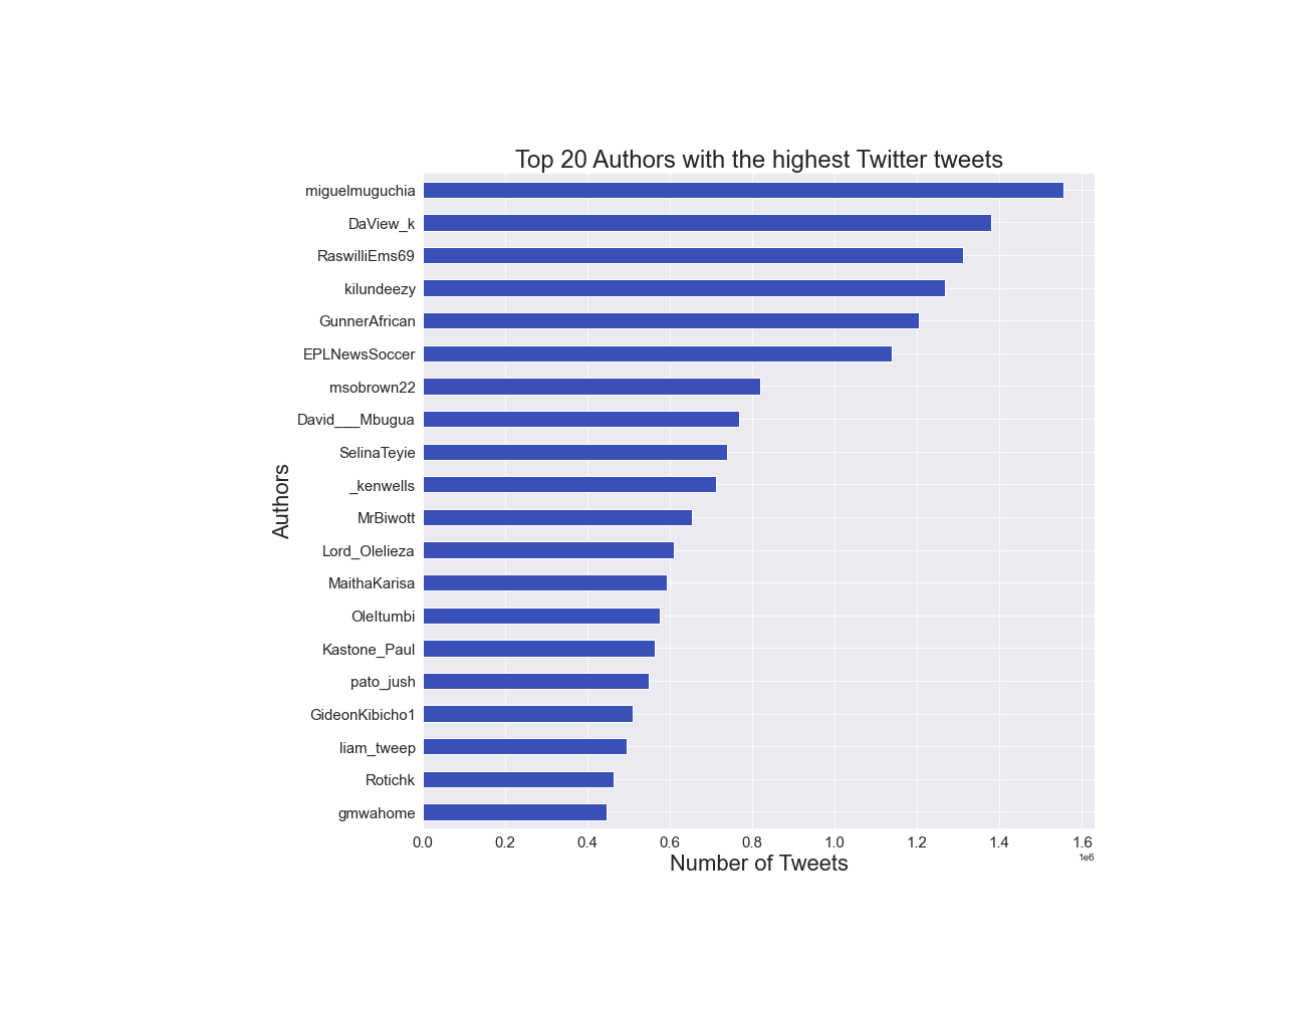 Top 20 Authors with the highest Twitter tweets
miguelmuguchia
DaView_k
RaswilliEms69
kilundeezy
GunnerAfrican
EPLNewsSoccer
msobrown22
David___Mbugua
SelinaTeyie
_kenwells
MrBiwott
Lord_Olelieza
MaithaKarisa
Oleltumbi
Kastone_Paul
pato_jush
GideonKibicho1
liam_tweep
Rotichk
gmwahome
Authors
0.0 0.2 0.4 0.6 0.8 1.0 1.2 1.4 1.6
1e6
Number of Tweets